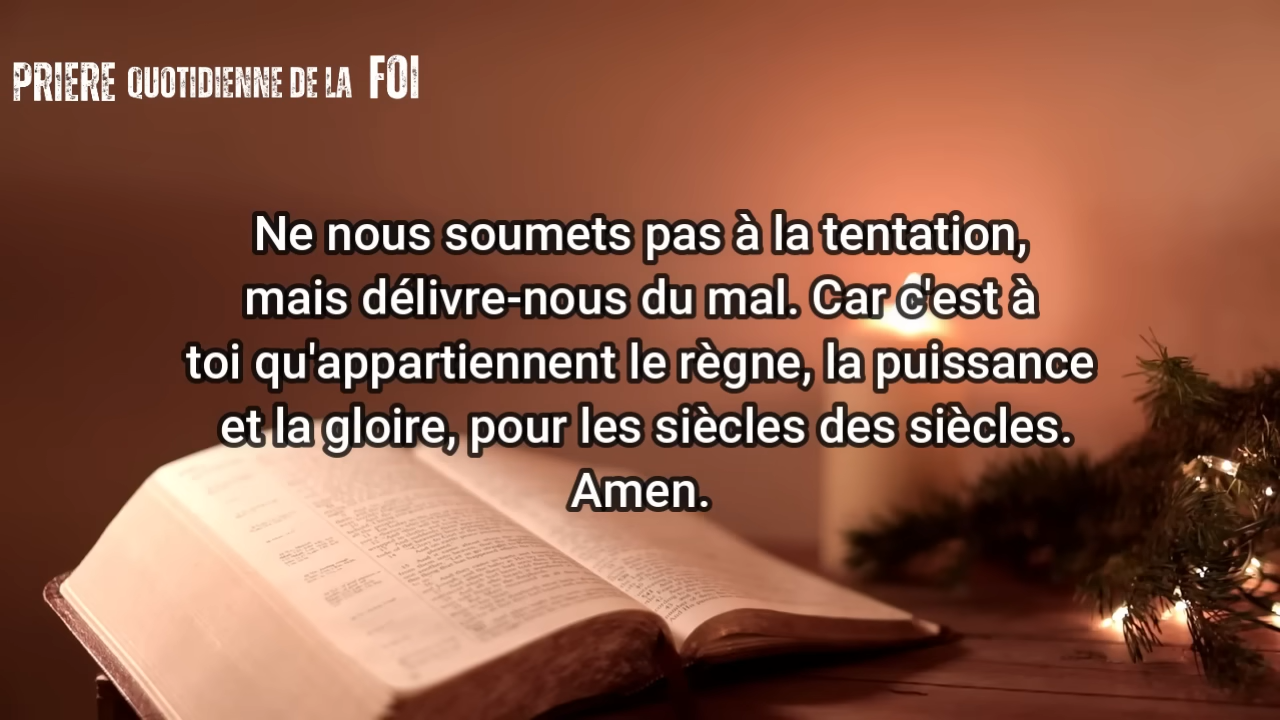 PRIERE QUOTIDIENNE DE LA FOI
Ne nous soumets pas à la tentation,
mais délivre-nous du mal. Car c'est à
toi qu'appartiennent le règne, la puissance
et la gloire, pour les siècles des siècles.
Amen.